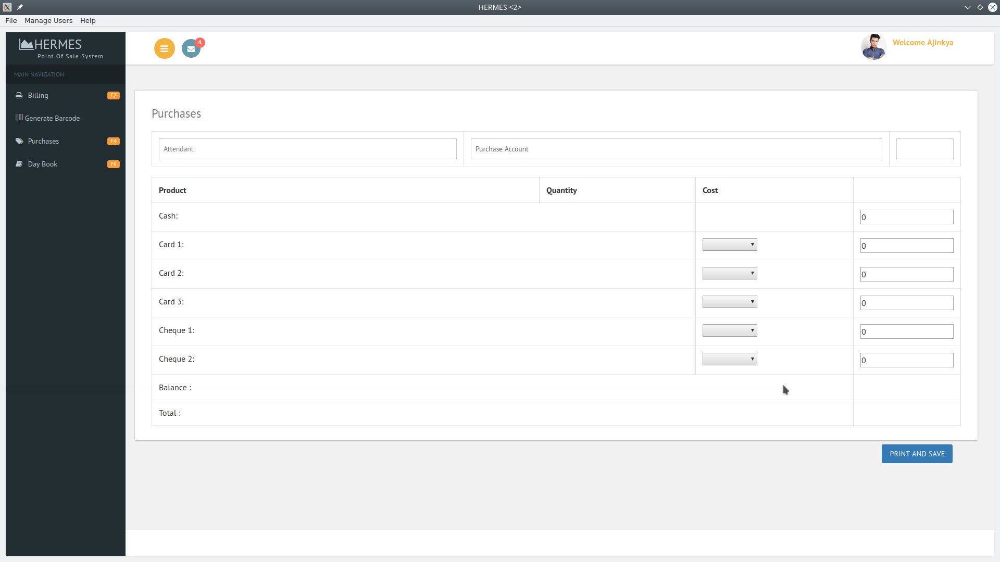 HERMES <2>
File Manage Users Help
HERMES
Point Of Sale System
4
Welcome Ajinkya
MAIN NAVIGATION
Billing F2
Generate Barcode
Purchases F4
Day Book F6
Purchases
Attendant Purchase Account
Product Quantity Cost
Cash: 0
Card 1: 0
Card 2: 0
Card 3: 0
Cheque 1: 0
Cheque 2: 0
Balance :
Total :
PRINT AND SAVE